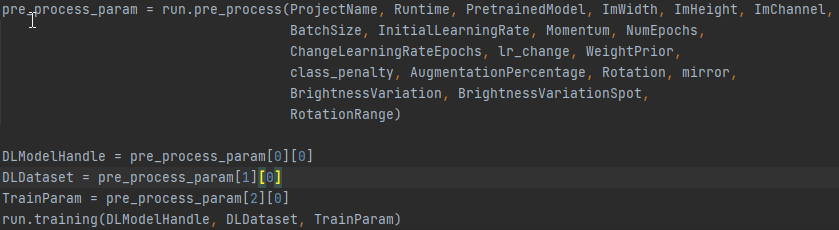 pre_process_param = run.pre_process(ProjectName, Runtime, PretrainedModel, ImWidth, ImHeight, ImChannel,
BatchSize, InitialLearningRate, Momentum, NumEpochs,
ChangeLearningRateEpochs, lr_change, WeightPrior,
class_penalty, AugmentationPercentage, Rotation, mirror,
BrightnessVariation, BrightnessVariationSpot,
RotationRange)
DLModelHandle = pre_process_param[0][0]
DLDataset = pre_process_param[1][0]
TrainParam = pre_process_param[2][0]
run.training(DLModelHandle, DLDataset, TrainParam)